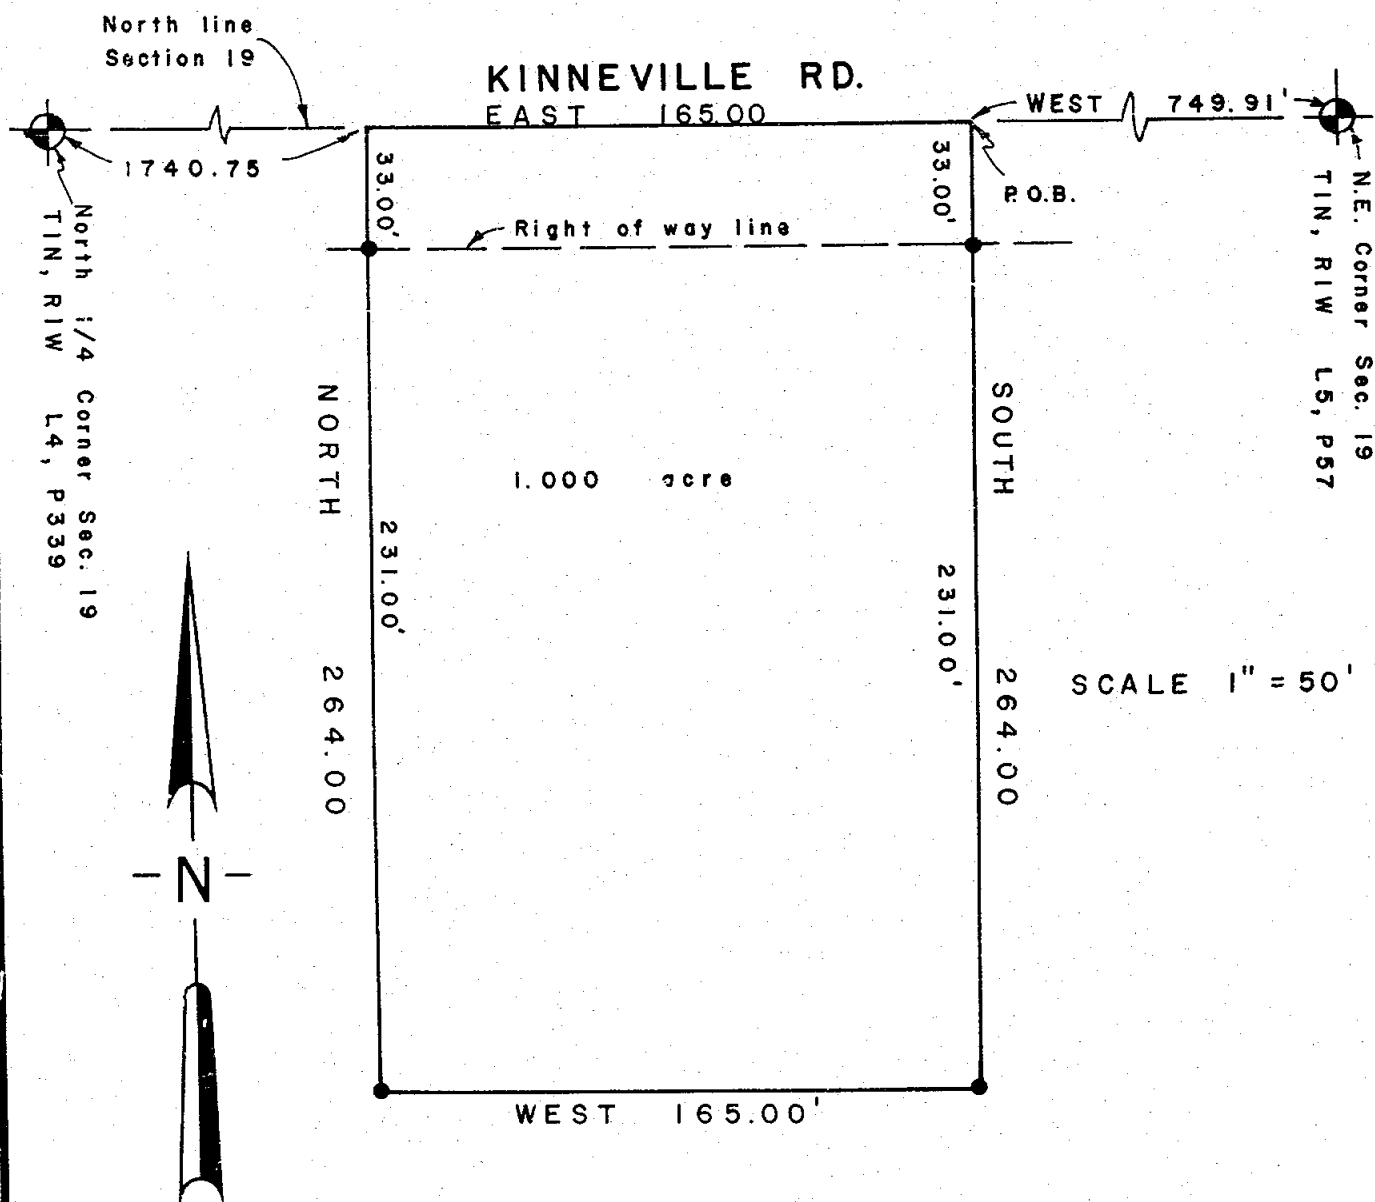 North line
Section 19
KINNEVILLE RD.
EAST 165.00
WEST 749.91'
1740.75
33.00'
33.00'
P.O.B.
Right of way line
North 1/4 Corner Sec. 19
T1N, R1W L4, P339
N.E. Corner Sec. 19
T1N, R1W L5, P57
NORTH 264.00
231.00'
1.000 acre
231.00'
SOUTH 264.00
SCALE 1" = 50'
- N -
WEST 165.00'